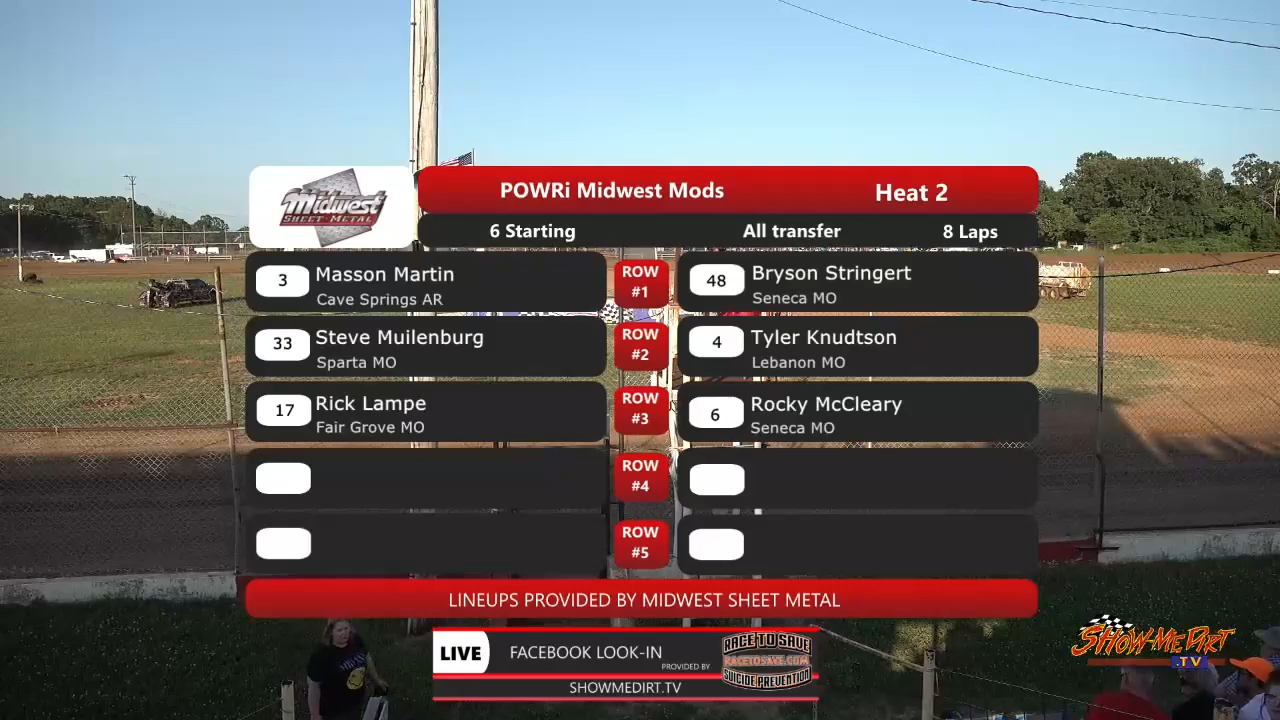 Midwest
SHEET METAL
POWRi Midwest Mods
Heat 2
6 Starting
All transfer
8 Laps
3
Masson Martin
Cave Springs AR
ROW
#1
48
Bryson Stringert
Seneca MO
33
Steve Muilenburg
Sparta MO
ROW
#2
4
Tyler Knudtson
Lebanon MO
17
Rick Lampe
Fair Grove MO
ROW
#3
6
Rocky McCleary
Seneca MO
ROW
#4
ROW
#5
LINEUPS PROVIDED BY MIDWEST SHEET METAL
LIVE
FACEBOOK LOOK-IN
PROVIDED BY
RACE TO SAVE
RACETOSAVE.COM
SUICIDE PREVENTION
SHOWMEDIRT.TV
SHOW-ME DIRT
.TV